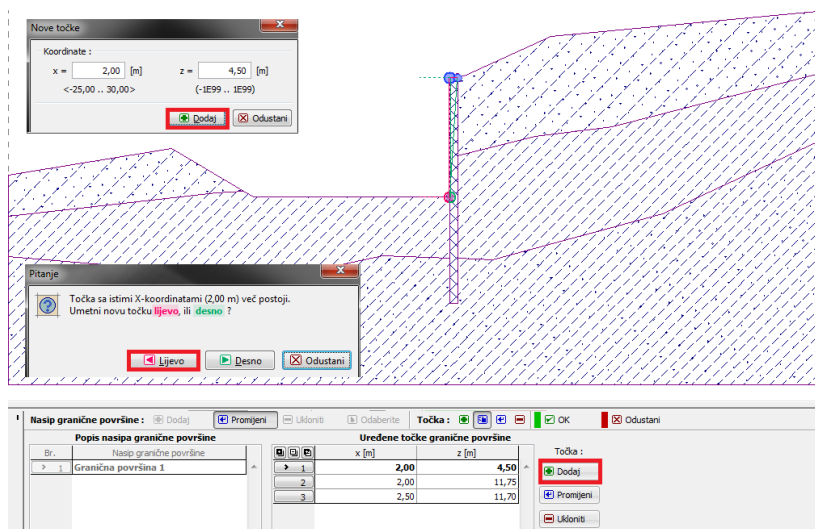 Nove točke
Koordinate :
x = 2,00 [m] z = 4,50 [m]
<-25,00 .. 30,00> (-1E99 .. 1E99)
Dodaj Odustani
Pitanje
Točka sa istimi X-koordinatami (2,00 m) več postoji.
Umetni novu točku lijevo, ili desno ?
Lijevo Desno Odustani
Nasip granične površine : Dodaj Promijeni Ukloniti Odaberite Točka : OK Odustani
Popis nasipa granične površine Uređene točke granične površine Točka :
Br. Nasip granične površine x [m] z [m]
> 1 Granična površina 1 > 1 2,00 4,50 Dodaj
2 2,00 11,75
3 2,50 11,70 Promijeni
Ukloniti